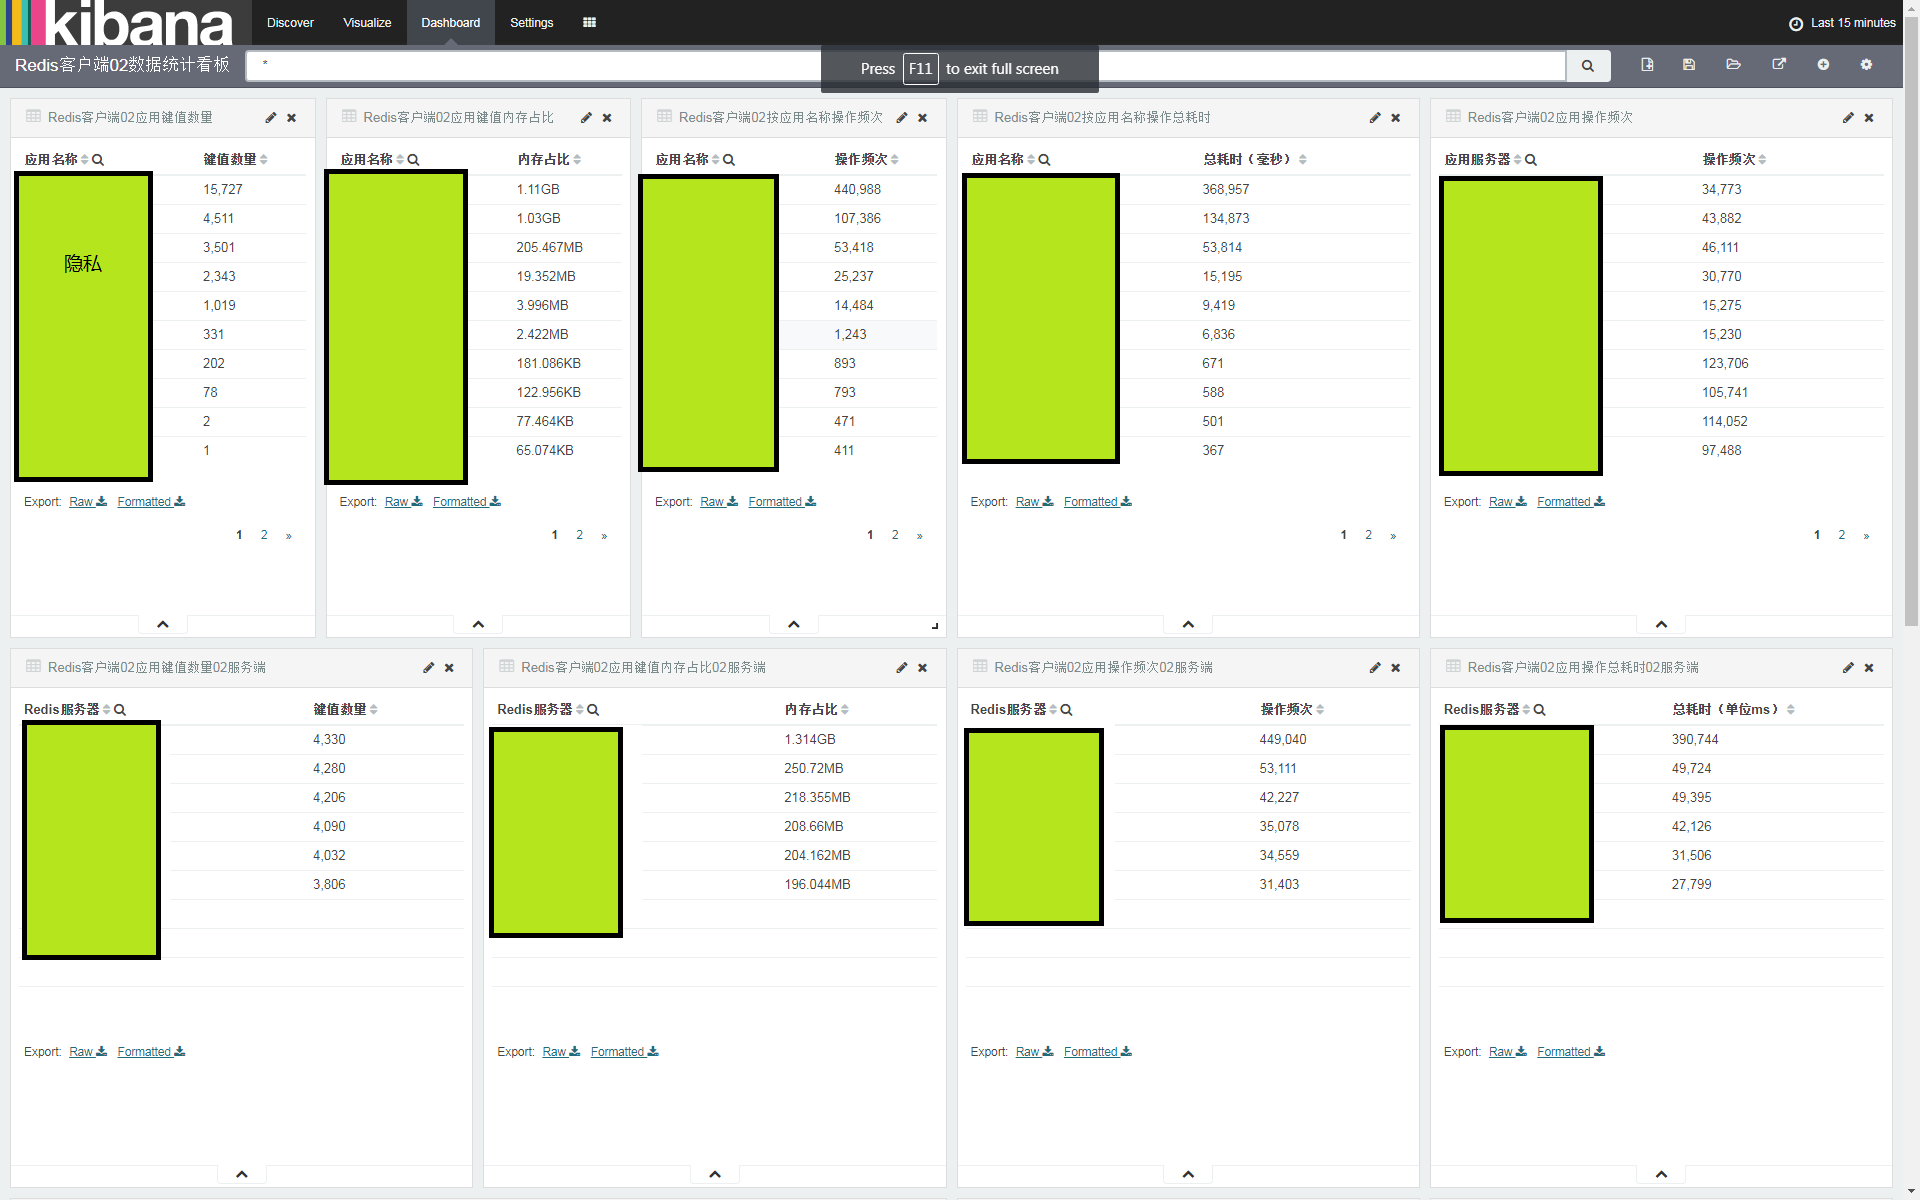 kibana
Discover Visualize Dashboard Settings Last 15 minutes
Redis客户端02数据统计看板 *
Press F11 to exit full screen
Redis客户端02应用键值数量
应用名称 键值数量
隐私
15,727
4,511
3,501
2,343
1,019
331
202
78
2
1
Export: Raw Formatted
1 2 »
Redis客户端02应用键值内存占比
应用名称 内存占比
1.11GB
1.03GB
205.467MB
19.352MB
3.996MB
2.422MB
181.086KB
122.956KB
77.464KB
65.074KB
Export: Raw Formatted
1 2 »
Redis客户端02按应用名称操作频次
应用名称 操作频次
440,988
107,386
53,418
25,237
14,484
1,243
893
793
471
411
Export: Raw Formatted
1 2 »
Redis客户端02按应用名称操作总耗时
应用名称 总耗时（毫秒）
368,957
134,873
53,814
15,195
9,419
6,836
671
588
501
367
Export: Raw Formatted
1 2 »
Redis客户端02应用操作频次
应用服务器 操作频次
34,773
43,882
46,111
30,770
15,275
15,230
123,706
105,741
114,052
97,488
Export: Raw Formatted
1 2 »
Redis客户端02应用键值数量02服务端
Redis服务器 键值数量
4,330
4,280
4,206
4,090
4,032
3,806
Export: Raw Formatted
Redis客户端02应用键值内存占比02服务端
Redis服务器 内存占比
1.314GB
250.72MB
218.355MB
208.66MB
204.162MB
196.044MB
Export: Raw Formatted
Redis客户端02应用操作频次02服务端
Redis服务器 操作频次
449,040
53,111
42,227
35,078
34,559
31,403
Export: Raw Formatted
Redis客户端02应用操作总耗时02服务端
Redis服务器 总耗时（单位ms）
390,744
49,724
49,395
42,126
31,506
27,799
Export: Raw Formatted